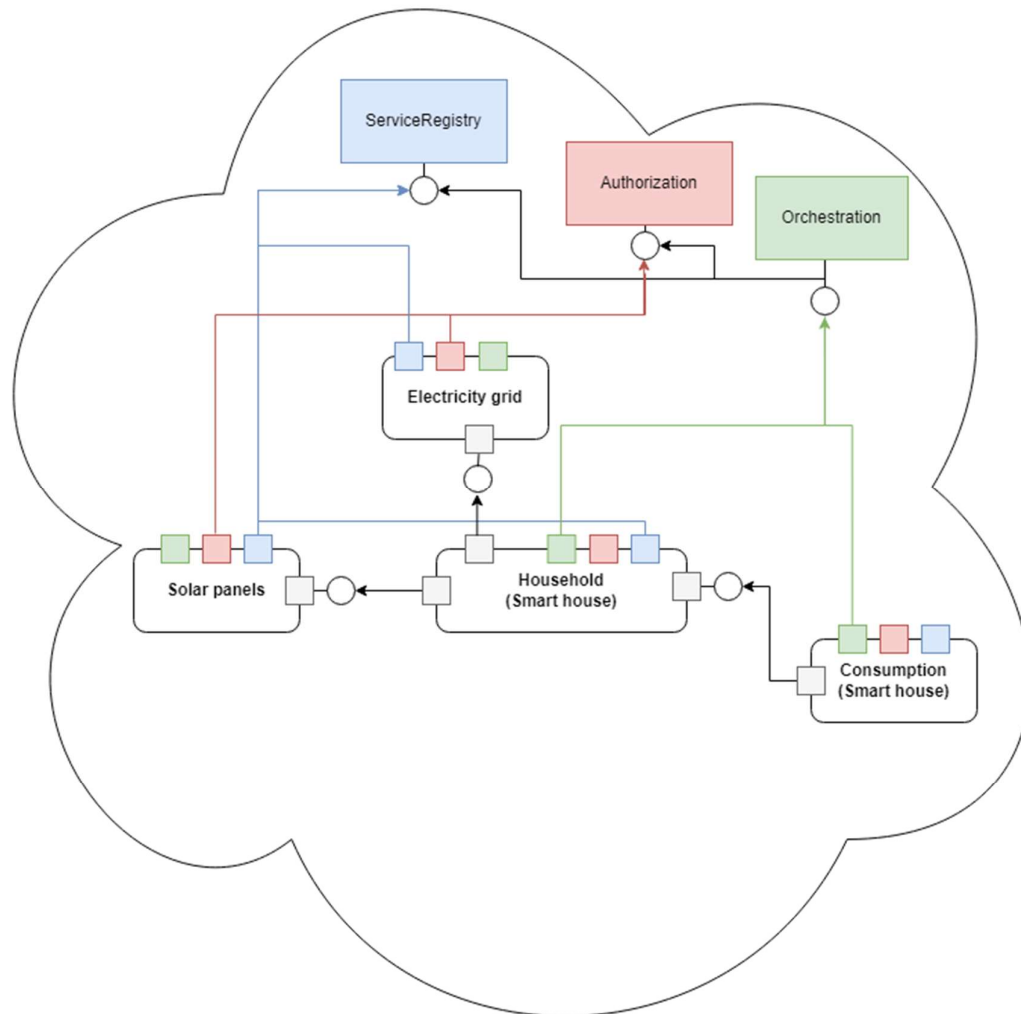 ServiceRegistry
Authorization
Orchestration
Electricity grid
Solar panels
Household
(Smart house)
Consumption
(Smart house)